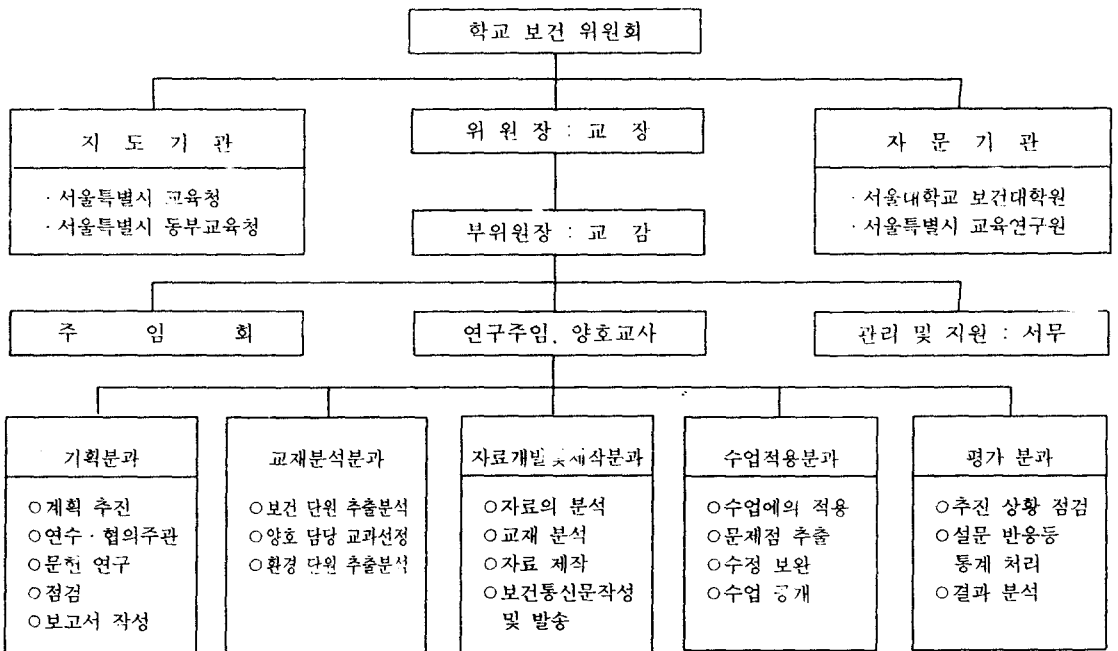 학교 보건 위원회
지 도 기 관
· 서울특별시 교육청
· 서울특별시 동부교육청
위 원 장 : 교 장
자 문 기 관
· 서울대학교 보건대학원
· 서울특별시 교육연구원
부위원장 : 교 감
주 임 회
연구주임, 양호교사
관리 및 지원 : 서무
기획분과
○계획 추진
○연수 · 협의주관
○문헌 연구
○점검
○보고서 작성
교재분석분과
○보건 단원 추출분석
○양호 담당 교과선정
○환경 단원 추출분석
자료개발 및 제작분과
○자료의 분석
○교재 분석
○자료 제작
○보건통신문작성
및 발송
수업적용분과
○수업에의 적용
○문제점 추출
○수정 보완
○수업 공개
평가 분과
○추진 상황 점검
○설문 반응등
통계 처리
○결과 분석